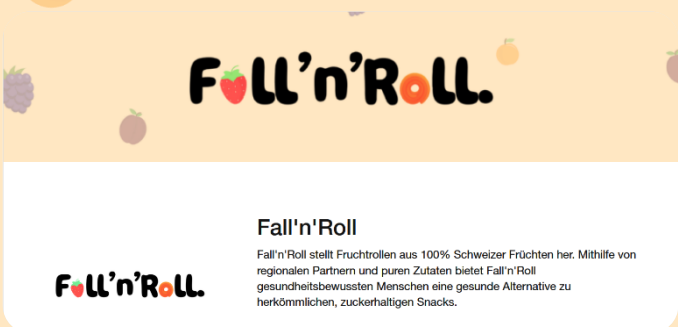 Fall'n'Roll.
Fall'n'Roll
Fall'n'Roll stellt Fruchtrollen aus 100% Schweizer Früchten her. Mithilfe von
regionalen Partnern und puren Zutaten bietet Fall'n'Roll
gesundheitsbewussten Menschen eine gesunde Alternative zu
herkömmlichen, zuckerhaltigen Snacks.
Fall'n'Roll.